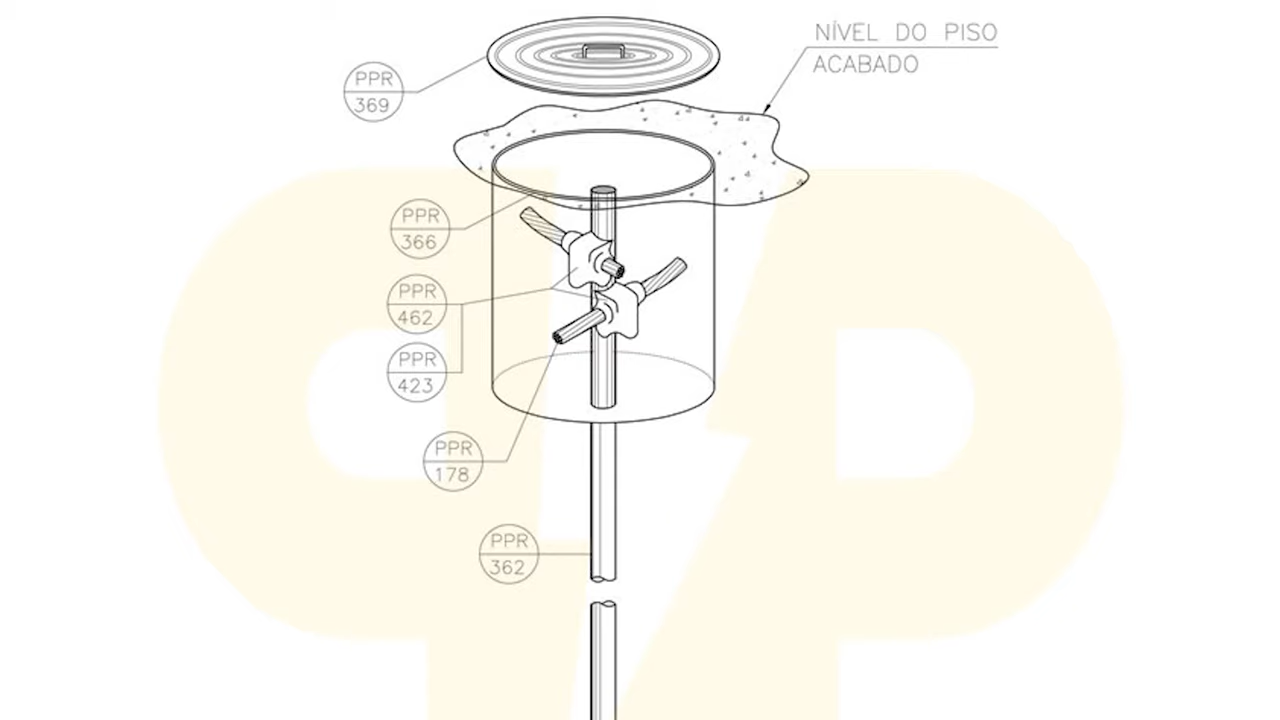 NÍVEL DO PISO
ACABADO
PPR
369
PPR
366
PPR
462
PPR
423
PPR
178
PPR
362